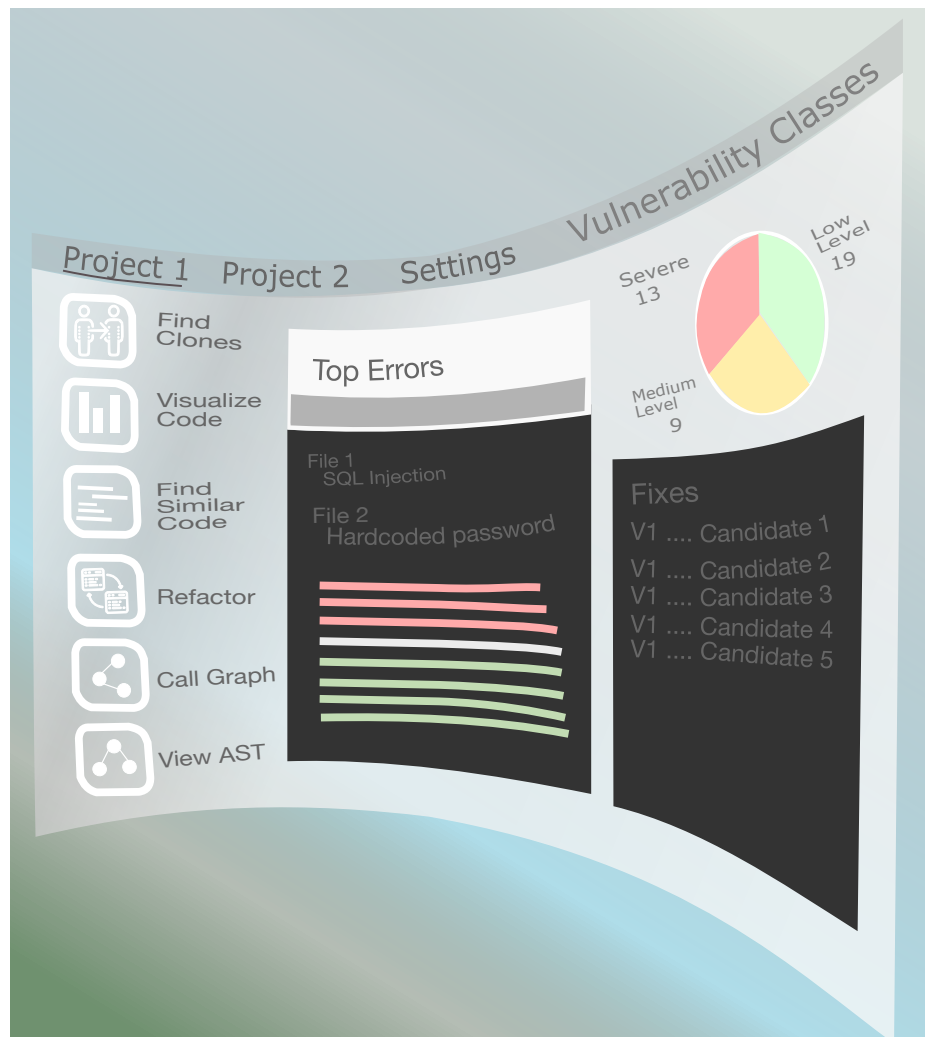 Project 1
Project 2
Settings
Vulnerability Classes
Find
Clones
Visualize
Code
Find
Similar
Code
Refactor
Call Graph
View AST
Top Errors
File 1
SQL Injection
File 2
Hardcoded password
Severe
13
Low
Level
19
Medium
Level
9
Fixes
V1 .... Candidate 1
V1 .... Candidate 2
V1 .... Candidate 3
V1 .... Candidate 4
V1 .... Candidate 5